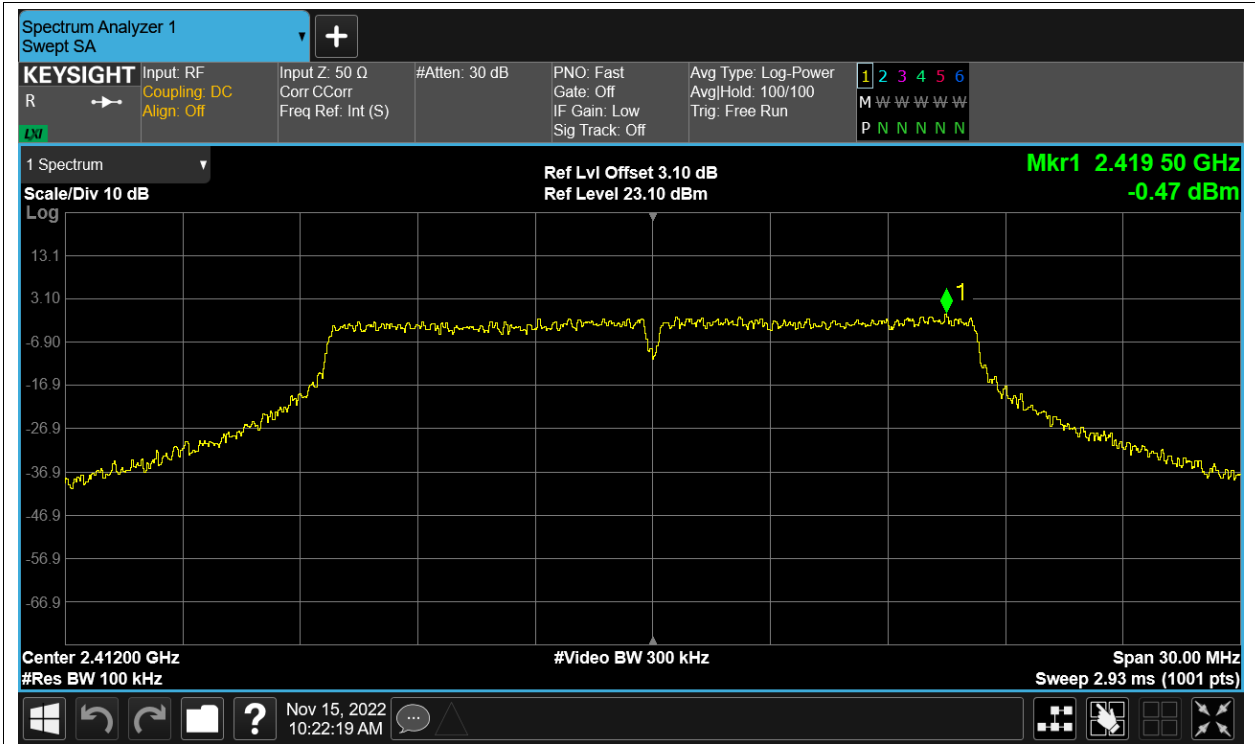 Spectrum Analyzer 1
Swept SA
KEYSIGHT
R
LXI
Input: RF
Coupling: DC
Align: Off
Input Z: 50 Ω
Corr CCorr
Freq Ref: Int (S)
#Atten: 30 dB
PNO: Fast
Gate: Off
IF Gain: Low
Sig Track: Off
Avg Type: Log-Power
Avg|Hold: 100/100
Trig: Free Run
1 2 3 4 5 6
M W W W W W
P N N N N N
1 Spectrum
Scale/Div 10 dB
Log
Ref Lvl Offset 3.10 dB
Ref Level 23.10 dBm
Mkr1 2.419 50 GHz
-0.47 dBm
13.1
3.10
-6.90
-16.9
-26.9
-36.9
-46.9
-56.9
-66.9
1
Center 2.41200 GHz
#Res BW 100 kHz
#Video BW 300 kHz
Span 30.00 MHz
Sweep 2.93 ms (1001 pts)
?
Nov 15, 2022
10:22:19 AM